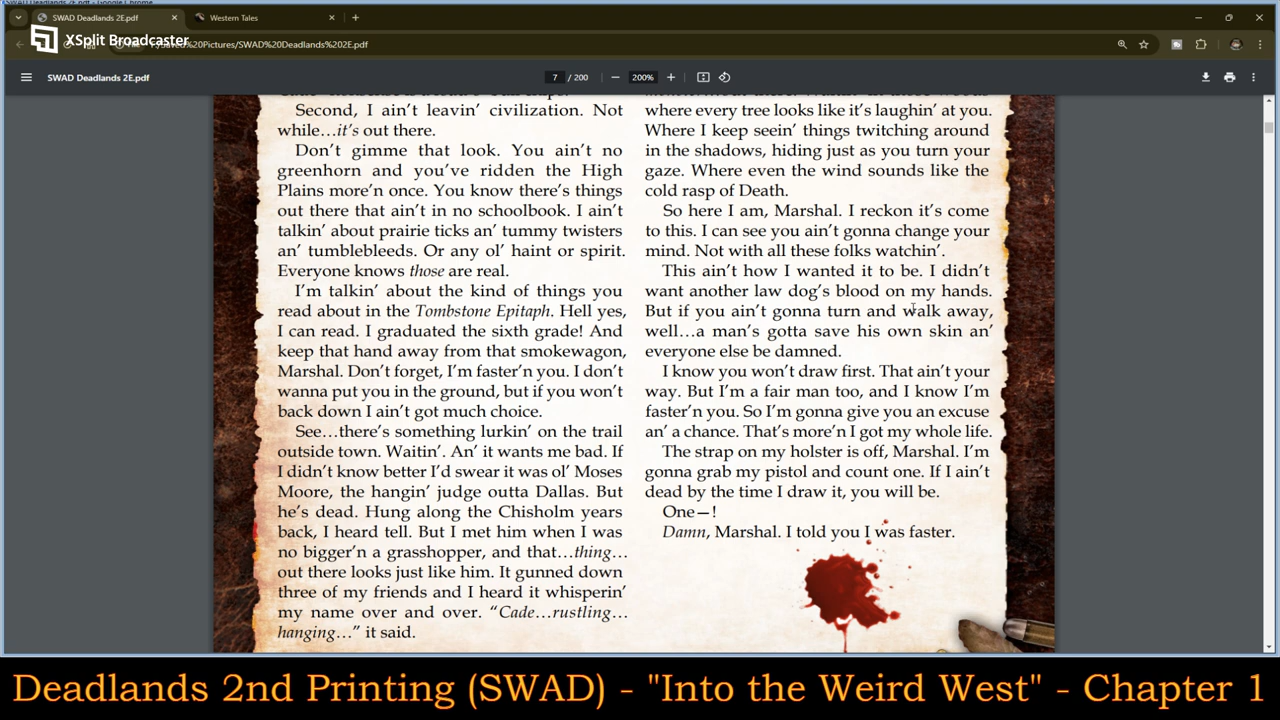 SWAD Deadlands 2E.pdf
Western Tales
XSplit Broadcaster
%20Pictures/SWAD%20Deadlands%202E.pdf
SWAD Deadlands 2E.pdf
7 / 200
200%
Second, I ain’t leavin’ civilization. Not
while…it’s out there.
Don’t gimme that look. You ain’t no
greenhorn and you’ve ridden the High
Plains more’n once. You know there’s things
out there that ain’t in no schoolbook. I ain’t
talkin’ about prairie ticks an’ tummy twisters
an’ tumblebleeds. Or any ol’ haint or spirit.
Everyone knows those are real.
I’m talkin’ about the kind of things you
read about in the Tombstone Epitaph. Hell yes,
I can read. I graduated the sixth grade! And
keep that hand away from that smokewagon,
Marshal. Don’t forget, I’m faster’n you. I don’t
wanna put you in the ground, but if you won’t
back down I ain’t got much choice.
See…there’s something lurkin’ on the trail
outside town. Waitin’. An’ it wants me bad. If
I didn’t know better I’d swear it was ol’ Moses
Moore, the hangin’ judge outta Dallas. But
he’s dead. Hung along the Chisholm years
back, I heard tell. But I met him when I was
no bigger’n a grasshopper, and that…thing…
out there looks just like him. It gunned down
three of my friends and I heard it whisperin’
my name over and over. “Cade…rustling…
hanging…” it said.
where every tree looks like it’s laughin’ at you.
Where I keep seein’ things twitching around
in the shadows, hiding just as you turn your
gaze. Where even the wind sounds like the
cold rasp of Death.
So here I am, Marshal. I reckon it’s come
to this. I can see you ain’t gonna change your
mind. Not with all these folks watchin’.
This ain’t how I wanted it to be. I didn’t
want another law dog’s blood on my hands.
But if you ain’t gonna turn and walk away,
well…a man’s gotta save his own skin an’
everyone else be damned.
I know you won’t draw first. That ain’t your
way. But I’m a fair man too, and I know I’m
faster’n you. So I’m gonna give you an excuse
an’ a chance. That’s more’n I got my whole life.
The strap on my holster is off, Marshal. I’m
gonna grab my pistol and count one. If I ain’t
dead by the time I draw it, you will be.
One—!
Damn, Marshal. I told you I was faster.
Deadlands 2nd Printing (SWAD) - "Into the Weird West" - Chapter 1